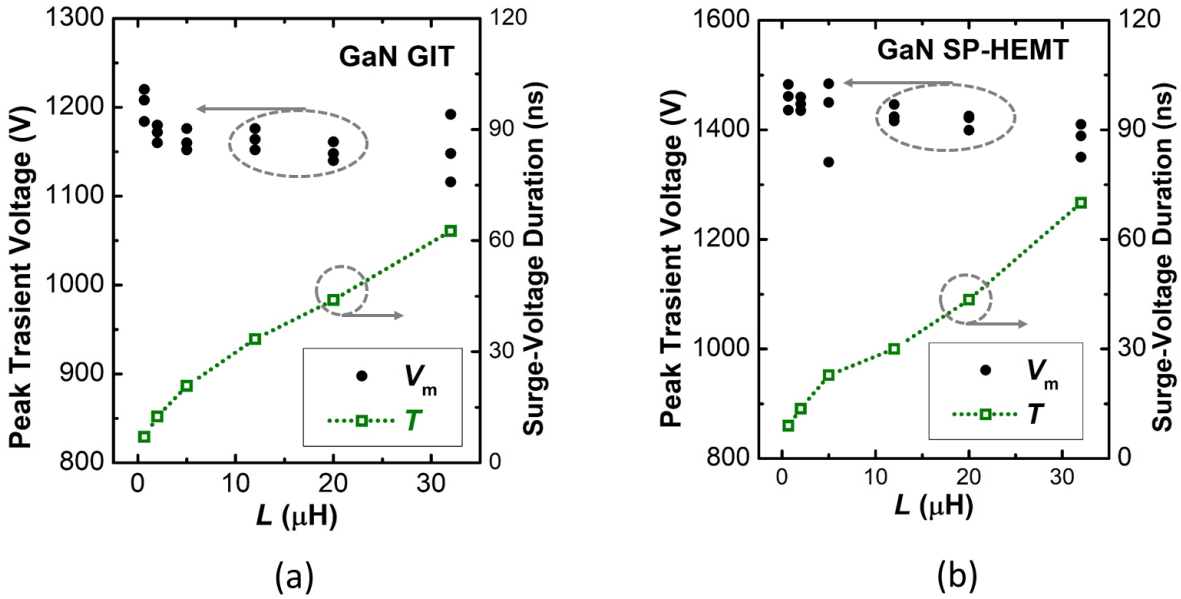 1300
1200
1100
1000
900
800
Peak Trasient Voltage (V)
GaN GIT
120
90
60
30
0
Surge-Voltage Duration (ns)
Vm
T
0 10 20 30
L (μH)
(a)
1600
1400
1200
1000
800
Peak Trasient Voltage (V)
GaN SP-HEMT
120
90
60
30
0
Surge-Voltage Duration (ns)
Vm
T
0 10 20 30
L (μH)
(b)